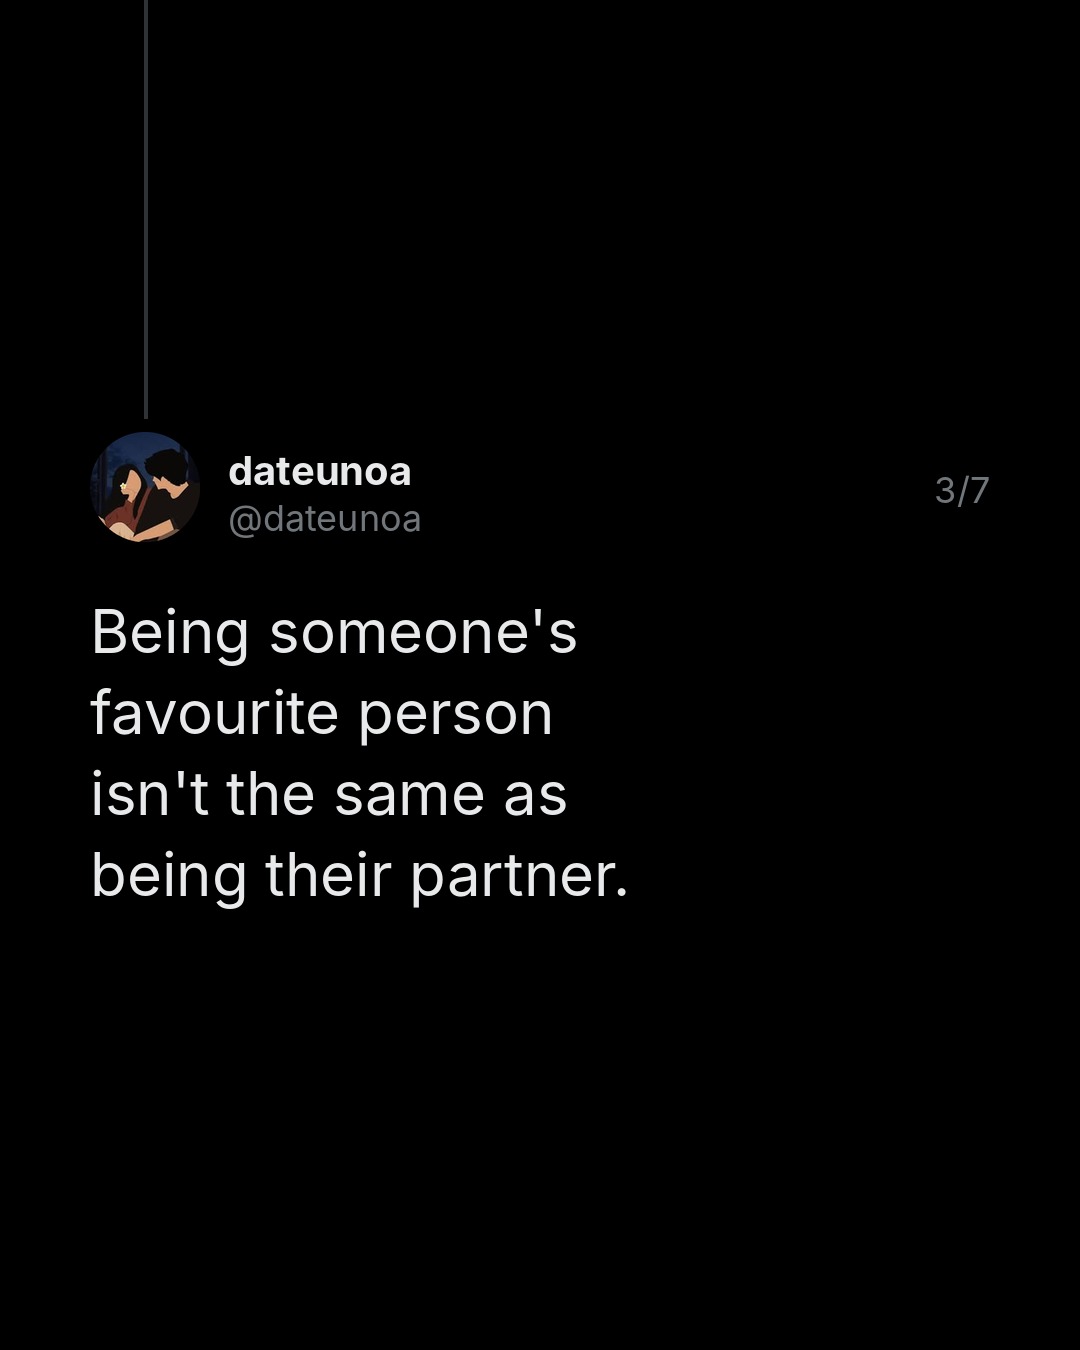 dateunoa
@dateunoa
3/7
Being someone's
favourite person
isn't the same as
being their partner.